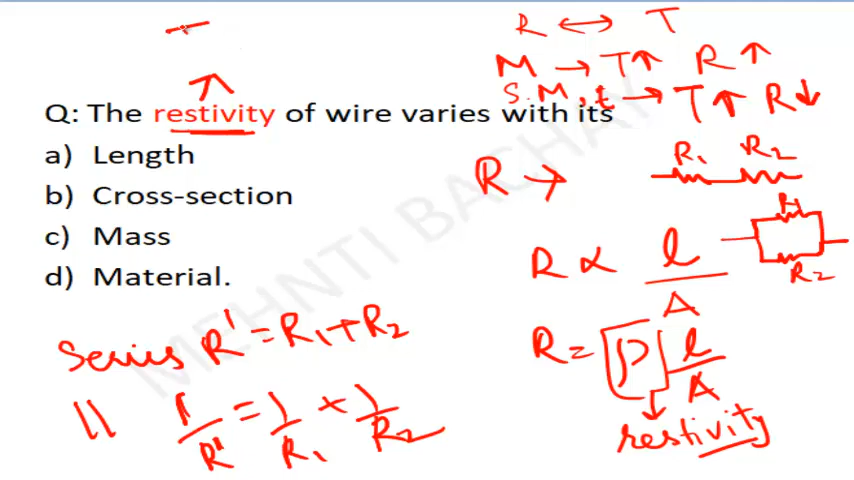 T
R ↔ T
M → T↑ R↑
S.M, t → T↑ R↓
Q: The restivity of wire varies with its
a) Length
b) Cross-section
c) Mass
d) Material.
R →
R1 R2
R1
R2
R ∝ l/A
R = ρ l/A
restivity
Series R' = R1 + R2
|| 1/R' = 1/R1 + 1/R2
MEHNTI BACHAY